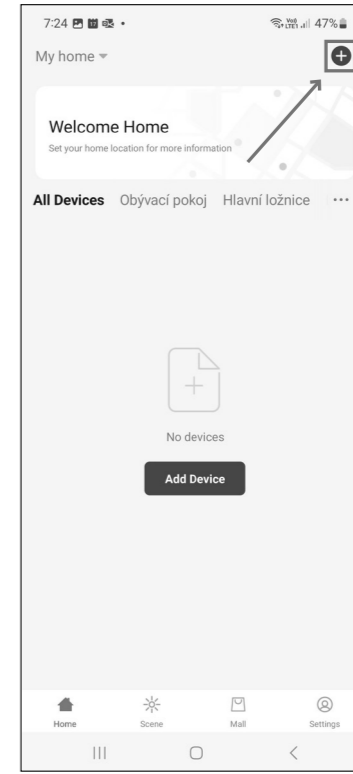 7:24
47%
My home
Welcome Home
Set your home location for more information
All Devices Obývací pokoj Hlavní ložnice ...
No devices
Add Device
Home Scene Mall Settings